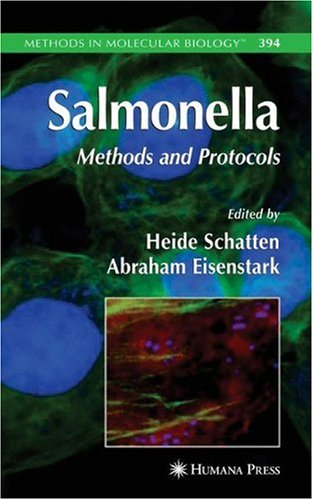 METHODS IN MOLECULAR BIOLOGY™ 394
Salmonella
Methods and Protocols
Edited by
Heide Schatten
Abraham Eisenstark
HUMANA PRESS